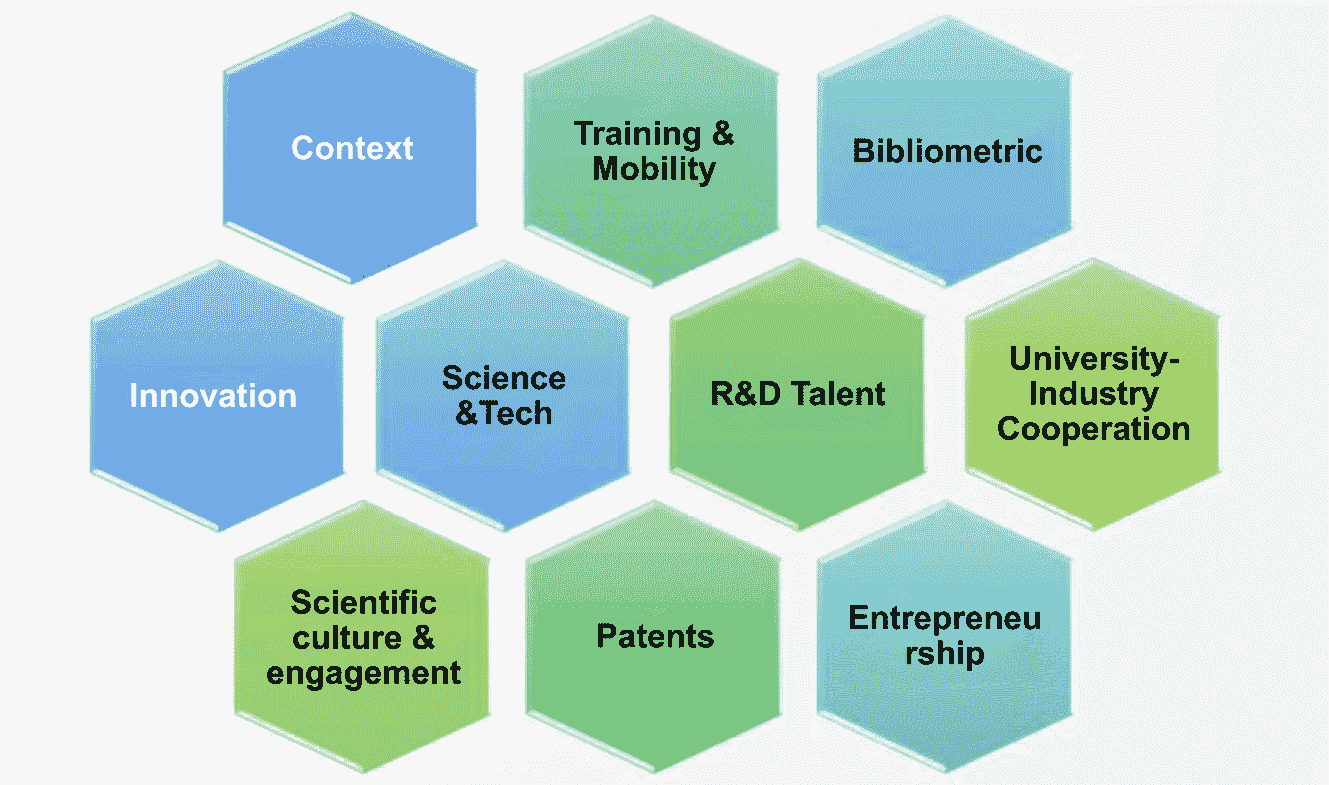 Context
Training &
Mobility
Bibliometric
Innovation
Science
&Tech
R&D Talent
University-
Industry
Cooperation
Scientific
culture &
engagement
Patents
Entrepreneu
rship